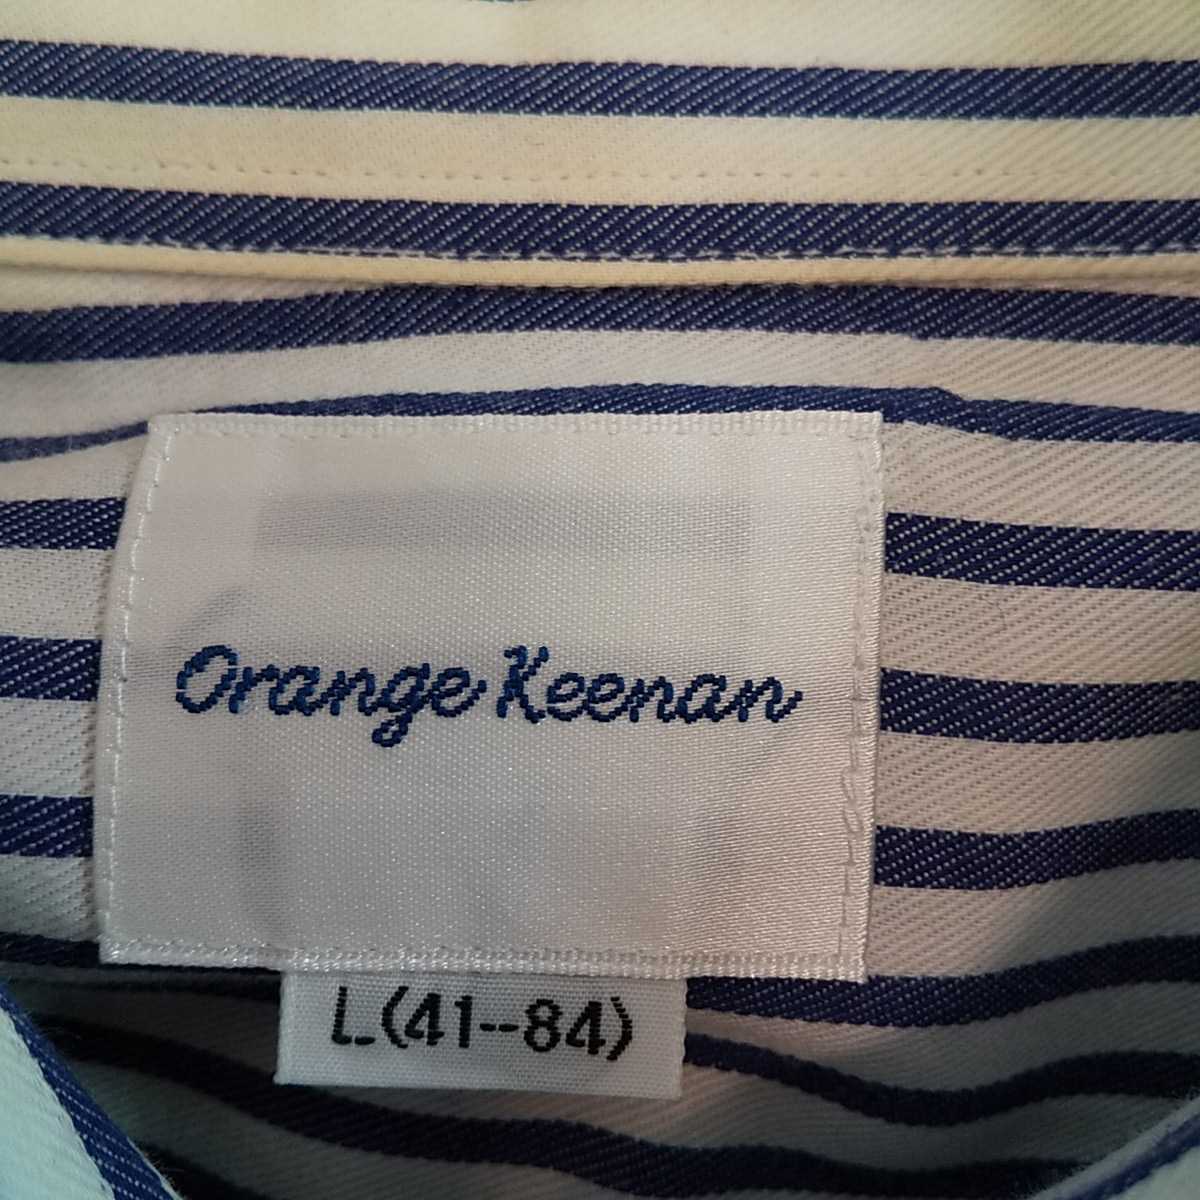 Orange Keenan
L(41--84)